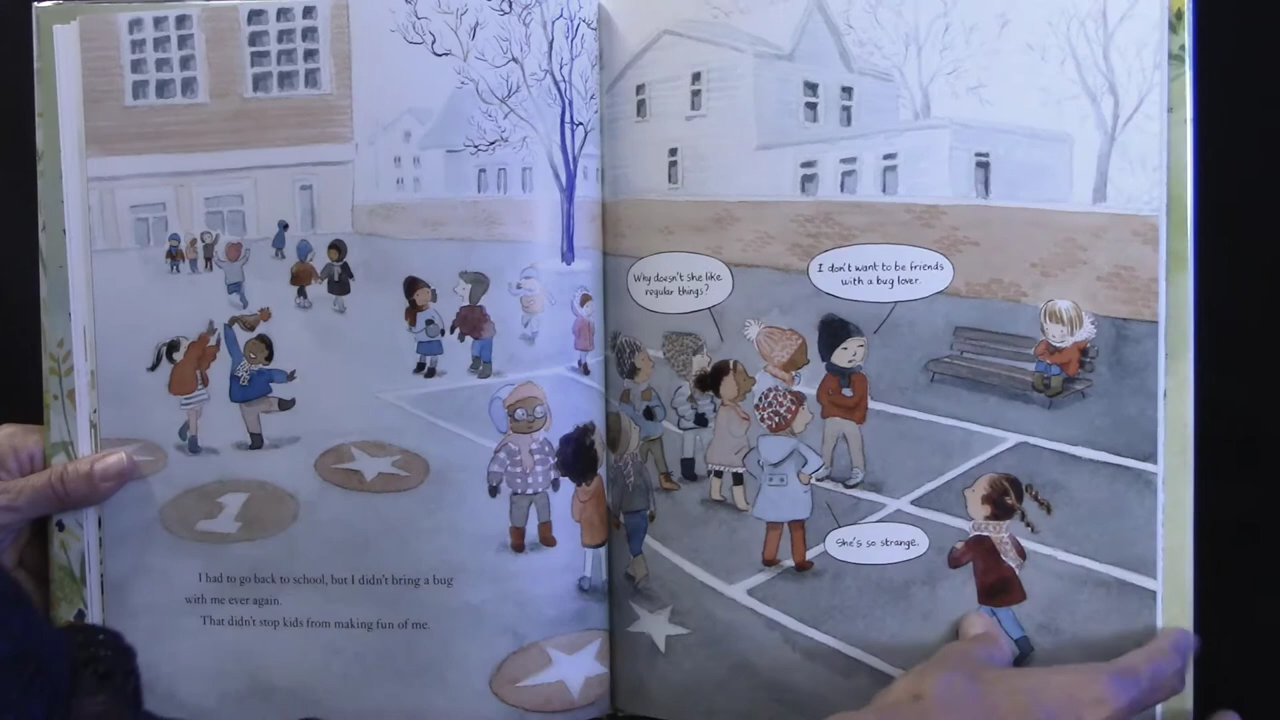 1
I had to go back to school, but I didn't bring a bug
with me ever again.
That didn't stop kids from making fun of me.
Why doesn't she like
regular things?
I don't want to be friends
with a bug lover.
She's so strange.